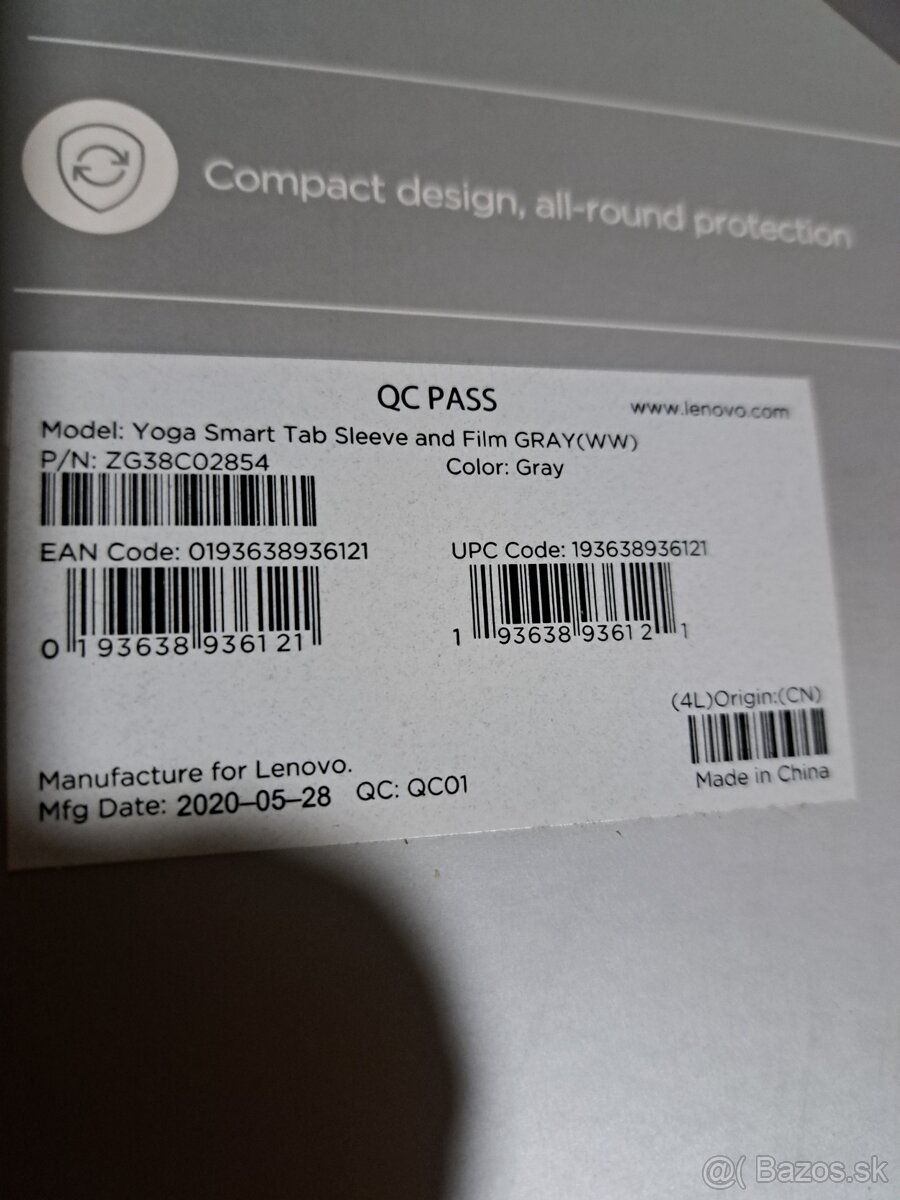 Compact design, all-round protection
QC PASS
www.lenovo.com
Model: Yoga Smart Tab Sleeve and Film GRAY(WW)
P/N: ZG38C02854
Color: Gray
EAN Code: 0193638936121
UPC Code: 193638936121
0 193638 936121
1 93638 93612 1
(4L)Origin:(CN)
Made in China
Manufacture for Lenovo.
Mfg Date: 2020-05-28 QC: QC01
@( Bazos.sk